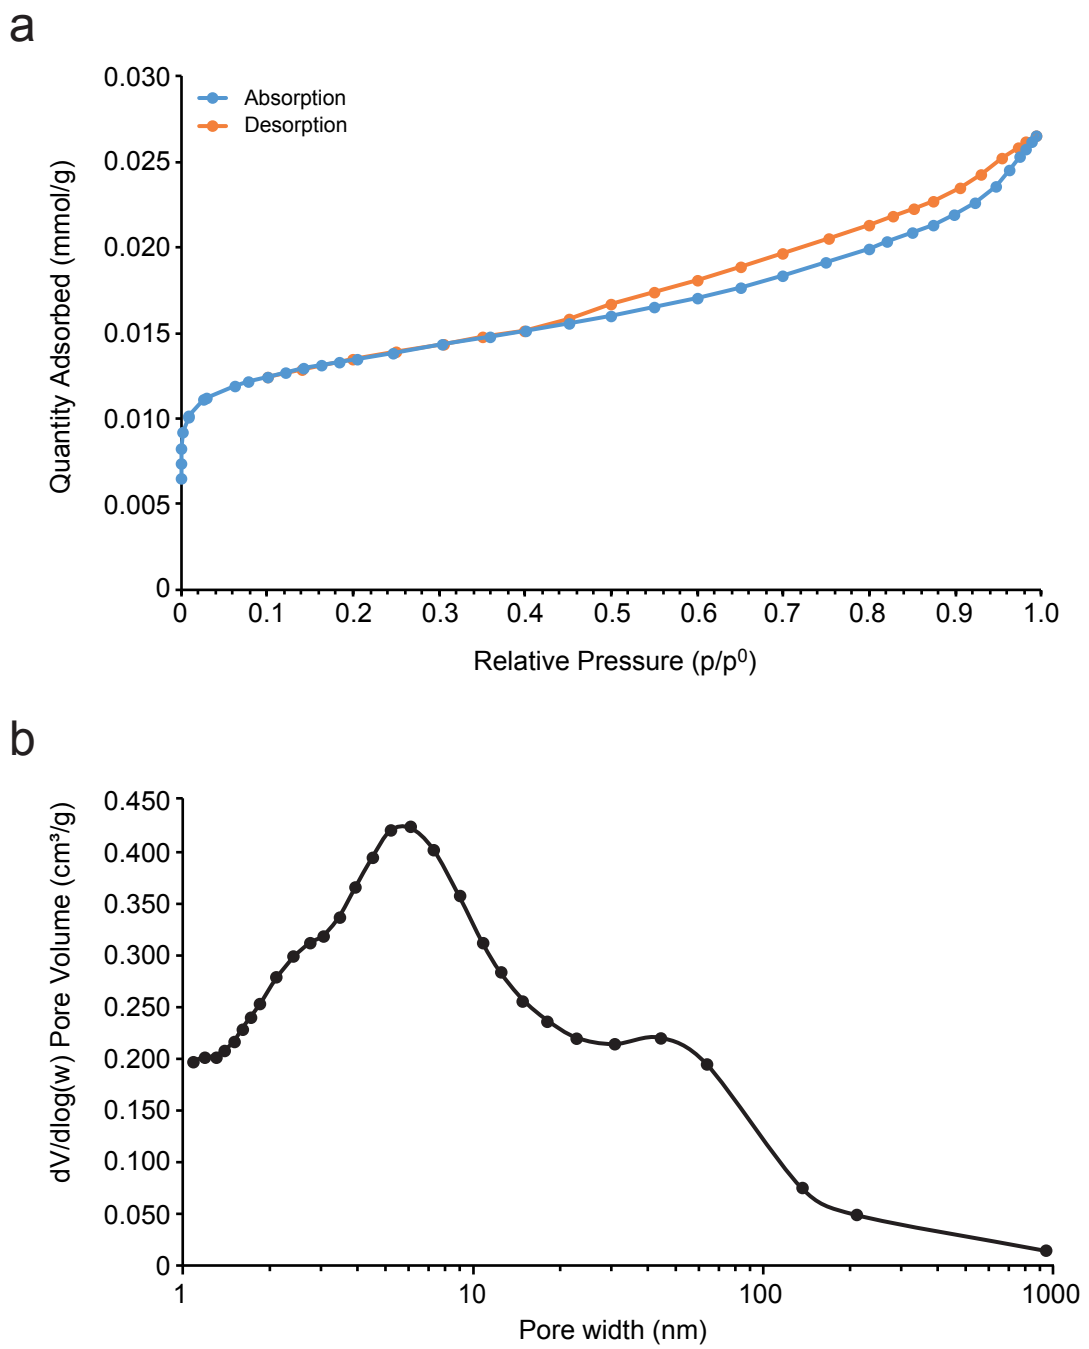 a
0.030
0.025
0.020
0.015
0.010
0.005
0
Quantity Adsorbed (mmol/g)
Absorption
Desorption
0 0.1 0.2 0.3 0.4 0.5 0.6 0.7 0.8 0.9 1.0
Relative Pressure (p/p⁰)
b
0.450
0.400
0.350
0.300
0.250
0.200
0.150
0.100
0.050
0
dV/dlog(w) Pore Volume (cm³/g)
1 10 100 1000
Pore width (nm)